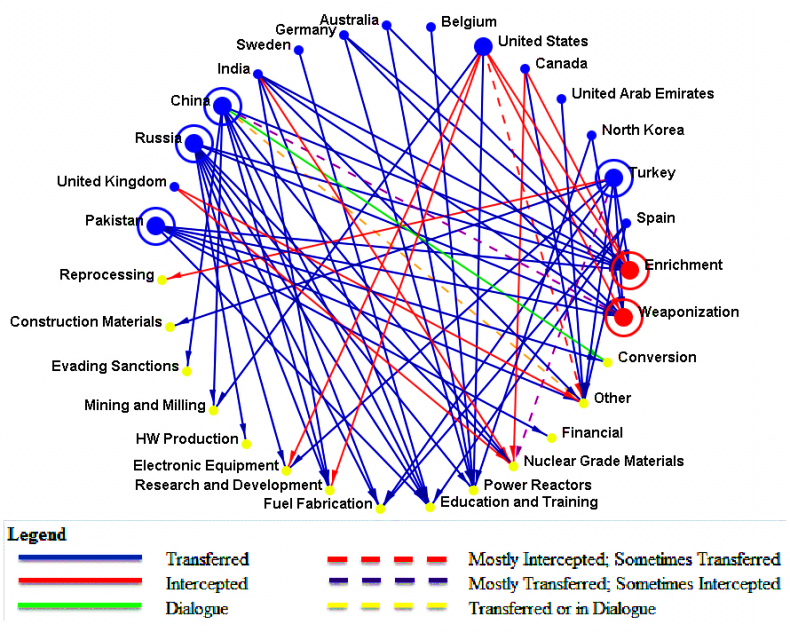 Australia
Belgium
Germany
United States
Sweden
Canada
India
United Arab Emirates
China
North Korea
Russia
Turkey
United Kingdom
Spain
Pakistan
Enrichment
Reprocessing
Weaponization
Construction Materials
Conversion
Evading Sanctions
Other
Mining and Milling
Financial
HW Production
Nuclear Grade Materials
Electronic Equipment
Research and Development
Power Reactors
Fuel Fabrication
Education and Training
Legend
Transferred
Mostly Intercepted; Sometimes Transferred
Intercepted
Mostly Transferred; Sometimes Intercepted
Dialogue
Transferred or in Dialogue